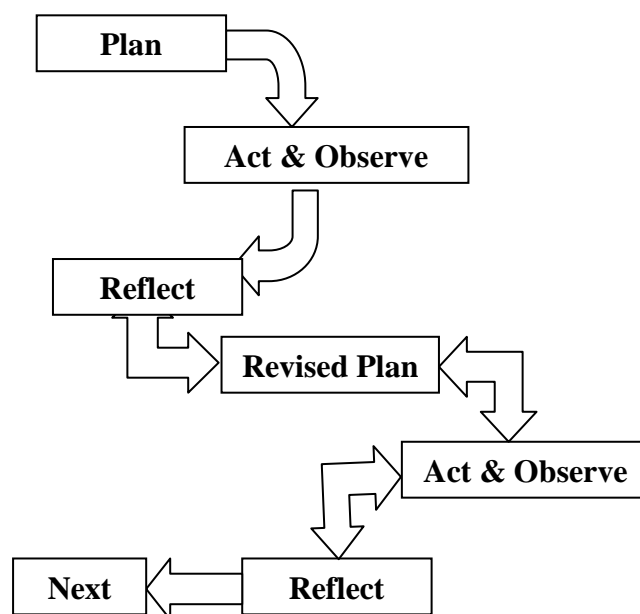 Plan
Act & Observe
Reflect
Revised Plan
Act & Observe
Reflect
Next